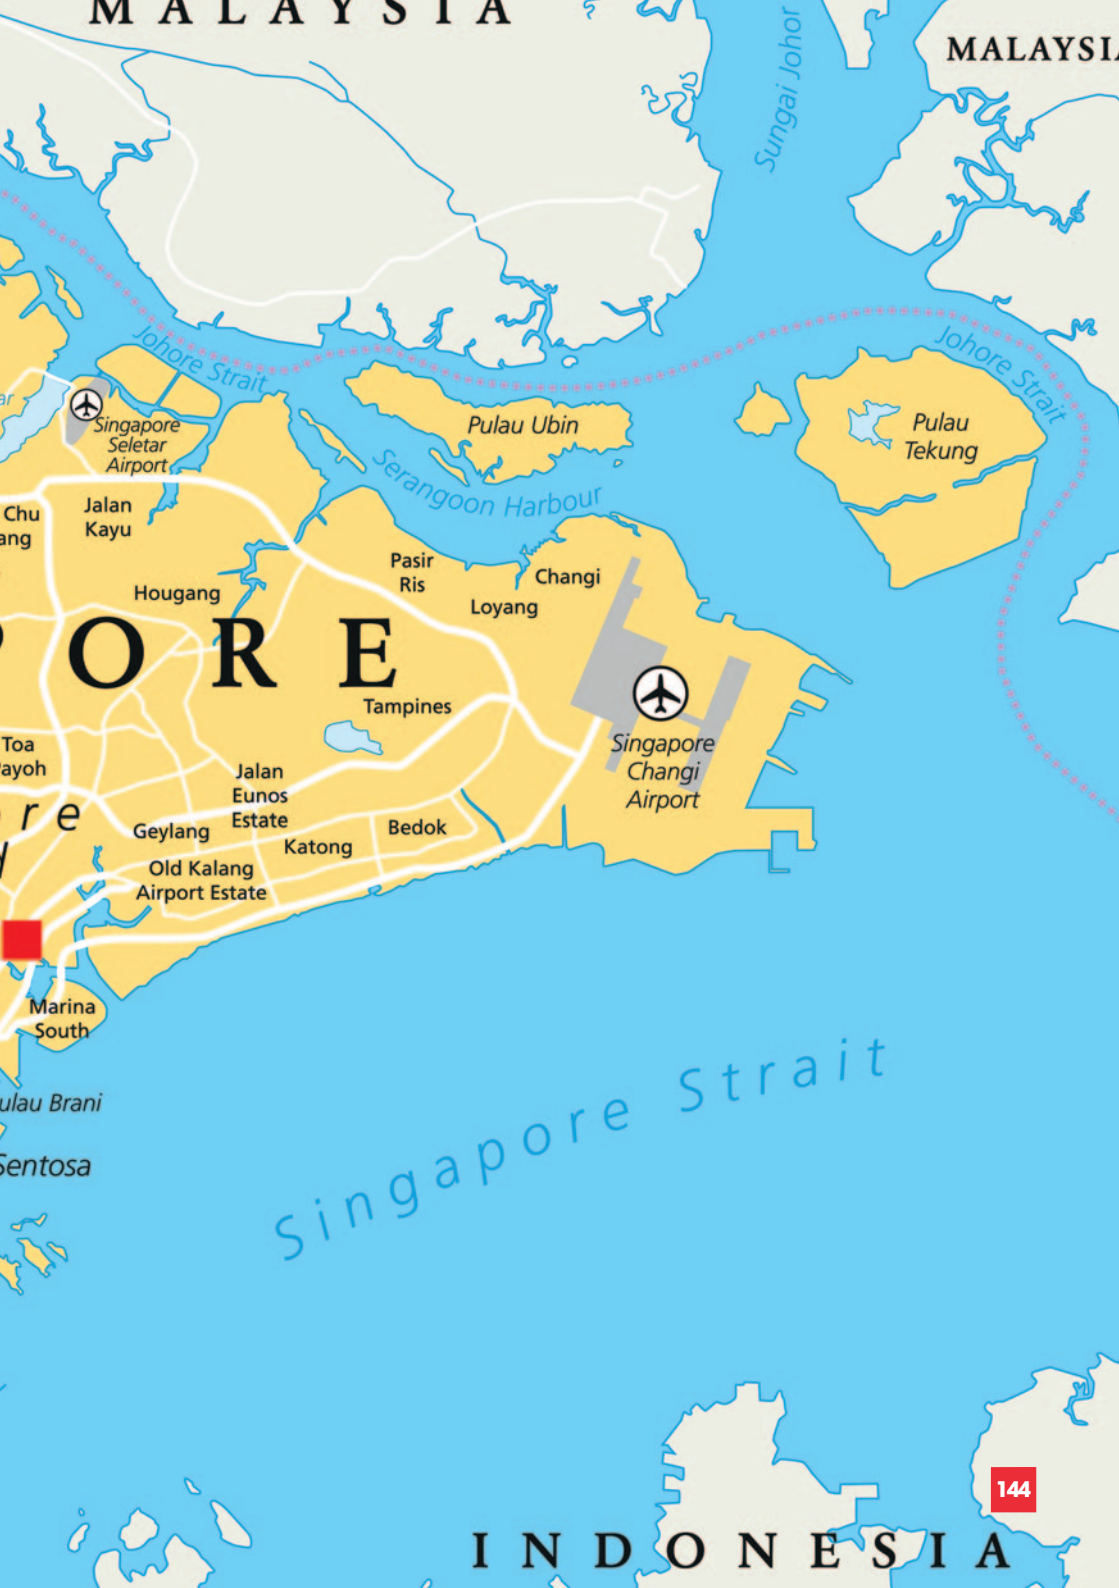 MALAYSIA
MALAYSIA
Sungai Johor
Johore Strait
Johore Strait
Singapore
Seletar
Airport
Pulau Ubin
Pulau
Tekung
Serangoon Harbour
Chu
ang
Jalan
Kayu
Pasir
Ris
Changi
Loyang
Hougang
ORE
Tampines
Toa
ayoh
Singapore
Changi
Airport
Jalan
Eunos
Estate
re
Geylang
Katong
Bedok
Old Kalang
Airport Estate
Marina
South
ulau Brani
Sentosa
Singapore Strait
144
INDONESIA